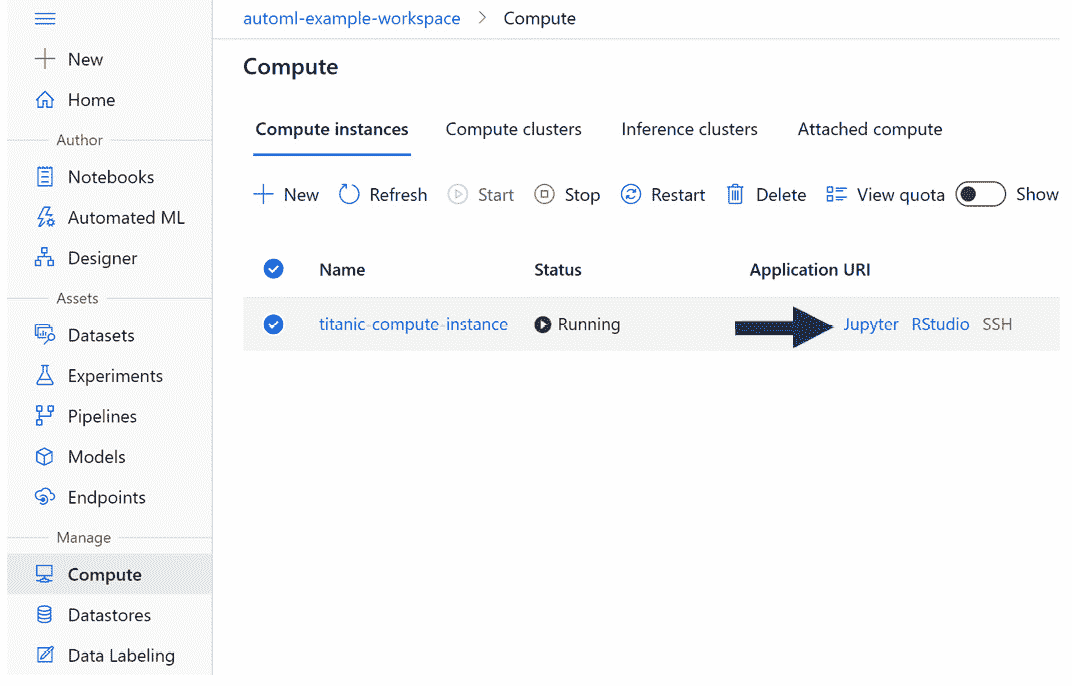 automl-example-workspace > Compute
New
Home
Author
Notebooks
Automated ML
Designer
Assets
Datasets
Experiments
Pipelines
Models
Endpoints
Manage
Compute
Datastores
Data Labeling
Compute
Compute instances Compute clusters Inference clusters Attached compute
New Refresh Start Stop Restart Delete View quota Show
Name Status Application URI
titanic-compute-instance Running Jupyter RStudio SSH